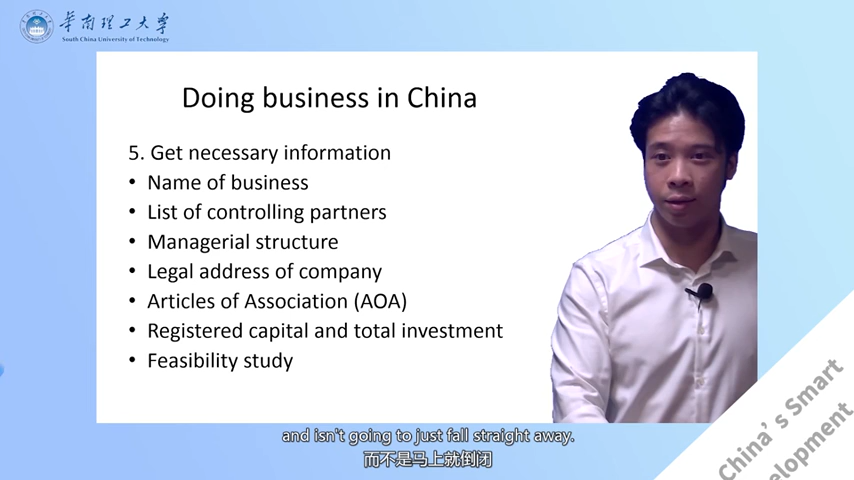 華南理工大學
South China University of Technology
Doing business in China
5. Get necessary information
• Name of business
• List of controlling partners
• Managerial structure
• Legal address of company
• Articles of Association (AOA)
• Registered capital and total investment
• Feasibility study
China's Smart
elopment
and isn't going to just fall straight away.
而不是马上就倒闭